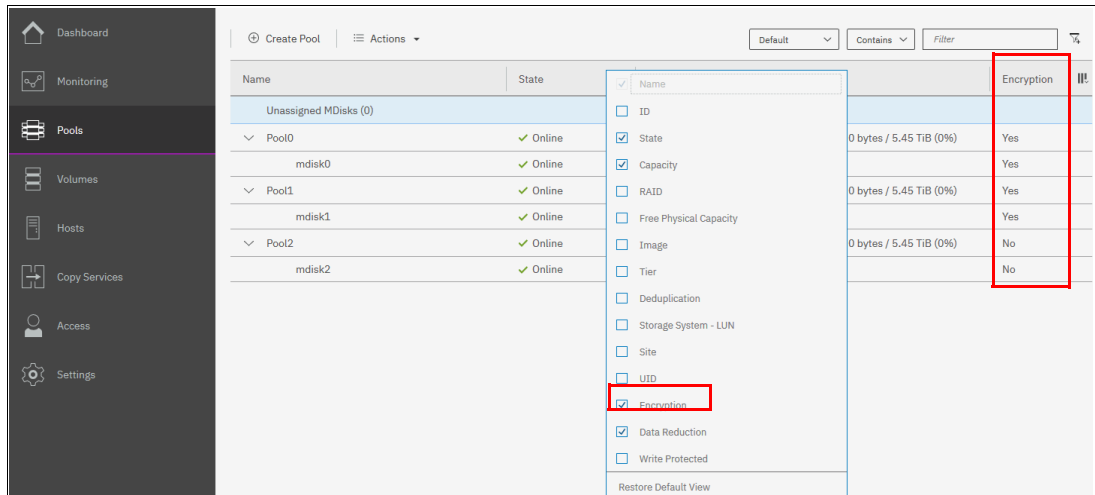 Dashboard
Monitoring
Pools
Volumes
Hosts
Copy Services
Access
Settings
Create Pool Actions Default Contains Filter
Name State Encryption
Unassigned MDisks (0)
Pool0 Online 0 bytes / 5.45 TiB (0%) Yes
mdisk0 Online Yes
Pool1 Online 0 bytes / 5.45 TiB (0%) Yes
mdisk1 Online Yes
Pool2 Online 0 bytes / 5.45 TiB (0%) No
mdisk2 Online No
Name
ID
State
Capacity
RAID
Free Physical Capacity
Image
Tier
Deduplication
Storage System - LUN
Site
UID
Encryption
Data Reduction
Write Protected
Restore Default View